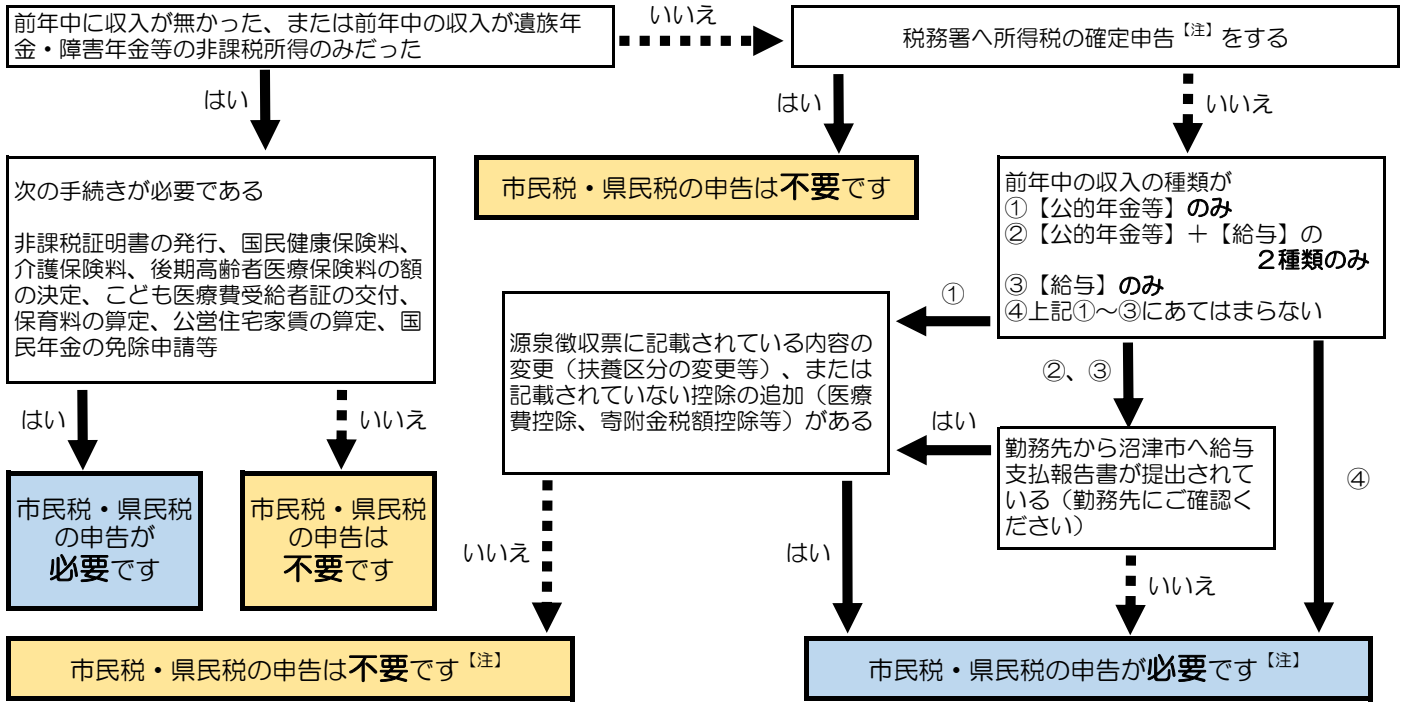 前年中に収入が無かった、または前年中の収入が遺族年
金・障害年金等の非課税所得のみだった
いいえ
税務署へ所得税の確定申告【注】をする
はい
はい
いいえ
次の手続きが必要である
非課税証明書の発行、国民健康保険料、
介護保険料、後期高齢者医療保険料の額
の決定、こども医療費受給者証の交付、
保育料の算定、公営住宅家賃の算定、国
民年金の免除申請等
市民税・県民税の申告は不要です
前年中の収入の種類が
①【公的年金等】のみ
②【公的年金等】＋【給与】の
２種類のみ
③【給与】のみ
④上記①～③にあてはまらない
①
源泉徴収票に記載されている内容の
変更（扶養区分の変更等）、または
記載されていない控除の追加（医療
費控除、寄附金税額控除等）がある
②、③
はい
いいえ
はい
勤務先から沼津市へ給与
支払報告書が提出されて
いる（勤務先にご確認く
ださい）
④
市民税・県民税
の申告が
必要です
市民税・県民税
の申告は
不要です
いいえ
はい
いいえ
市民税・県民税の申告は不要です【注】
市民税・県民税の申告が必要です【注】